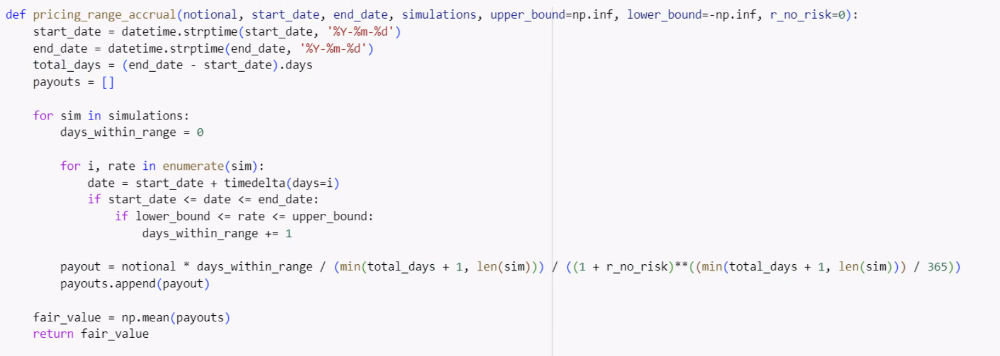 def pricing_range_accrual(notional, start_date, end_date, simulations, upper_bound=np.inf, lower_bound=-np.inf, r_no_risk=0):
    start_date = datetime.strptime(start_date, '%Y-%m-%d')
    end_date = datetime.strptime(end_date, '%Y-%m-%d')
    total_days = (end_date - start_date).days
    payouts = []

    for sim in simulations:
        days_within_range = 0

        for i, rate in enumerate(sim):
            date = start_date + timedelta(days=i)
            if start_date <= date <= end_date:
                if lower_bound <= rate <= upper_bound:
                    days_within_range += 1

        payout = notional * days_within_range / (min(total_days + 1, len(sim))) / ((1 + r_no_risk)**((min(total_days + 1, len(sim))) / 365))
        payouts.append(payout)

    fair_value = np.mean(payouts)
    return fair_value